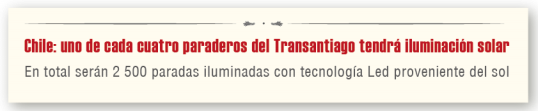 Chile: uno de cada cuatro paraderos del Transantiago tendrá iluminación solar
En total serán 2 500 paradas iluminadas con tecnología Led proveniente del sol